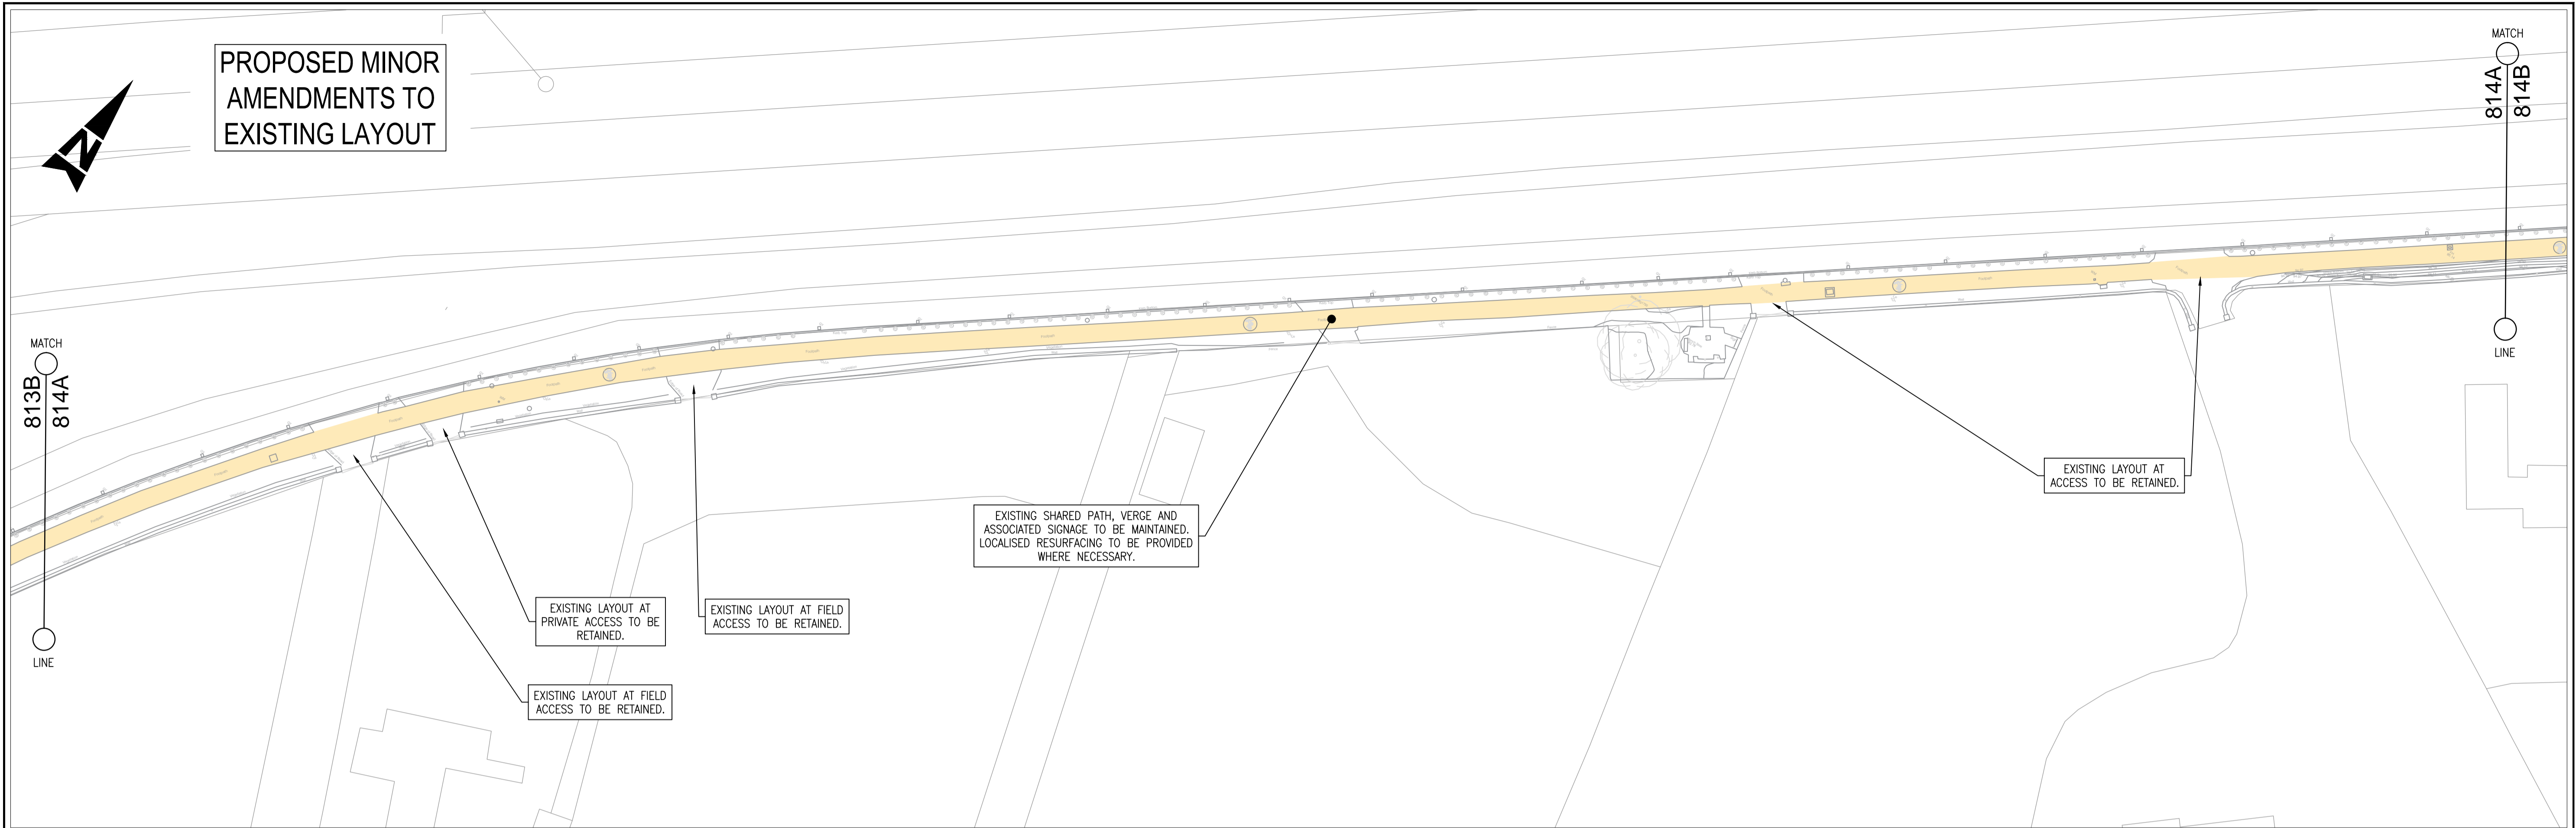 PROPOSED MINOR
AMENDMENTS TO
EXISTING LAYOUT
N
MATCH
813B
814A
LINE
MATCH
814A
814B
LINE
EXISTING LAYOUT AT
PRIVATE ACCESS TO BE
RETAINED.
EXISTING LAYOUT AT FIELD
ACCESS TO BE RETAINED.
EXISTING LAYOUT AT FIELD
ACCESS TO BE RETAINED.
EXISTING SHARED PATH, VERGE AND
ASSOCIATED SIGNAGE TO BE MAINTAINED.
LOCALISED RESURFACING TO BE PROVIDED
WHERE NECESSARY.
EXISTING LAYOUT AT
ACCESS TO BE RETAINED.